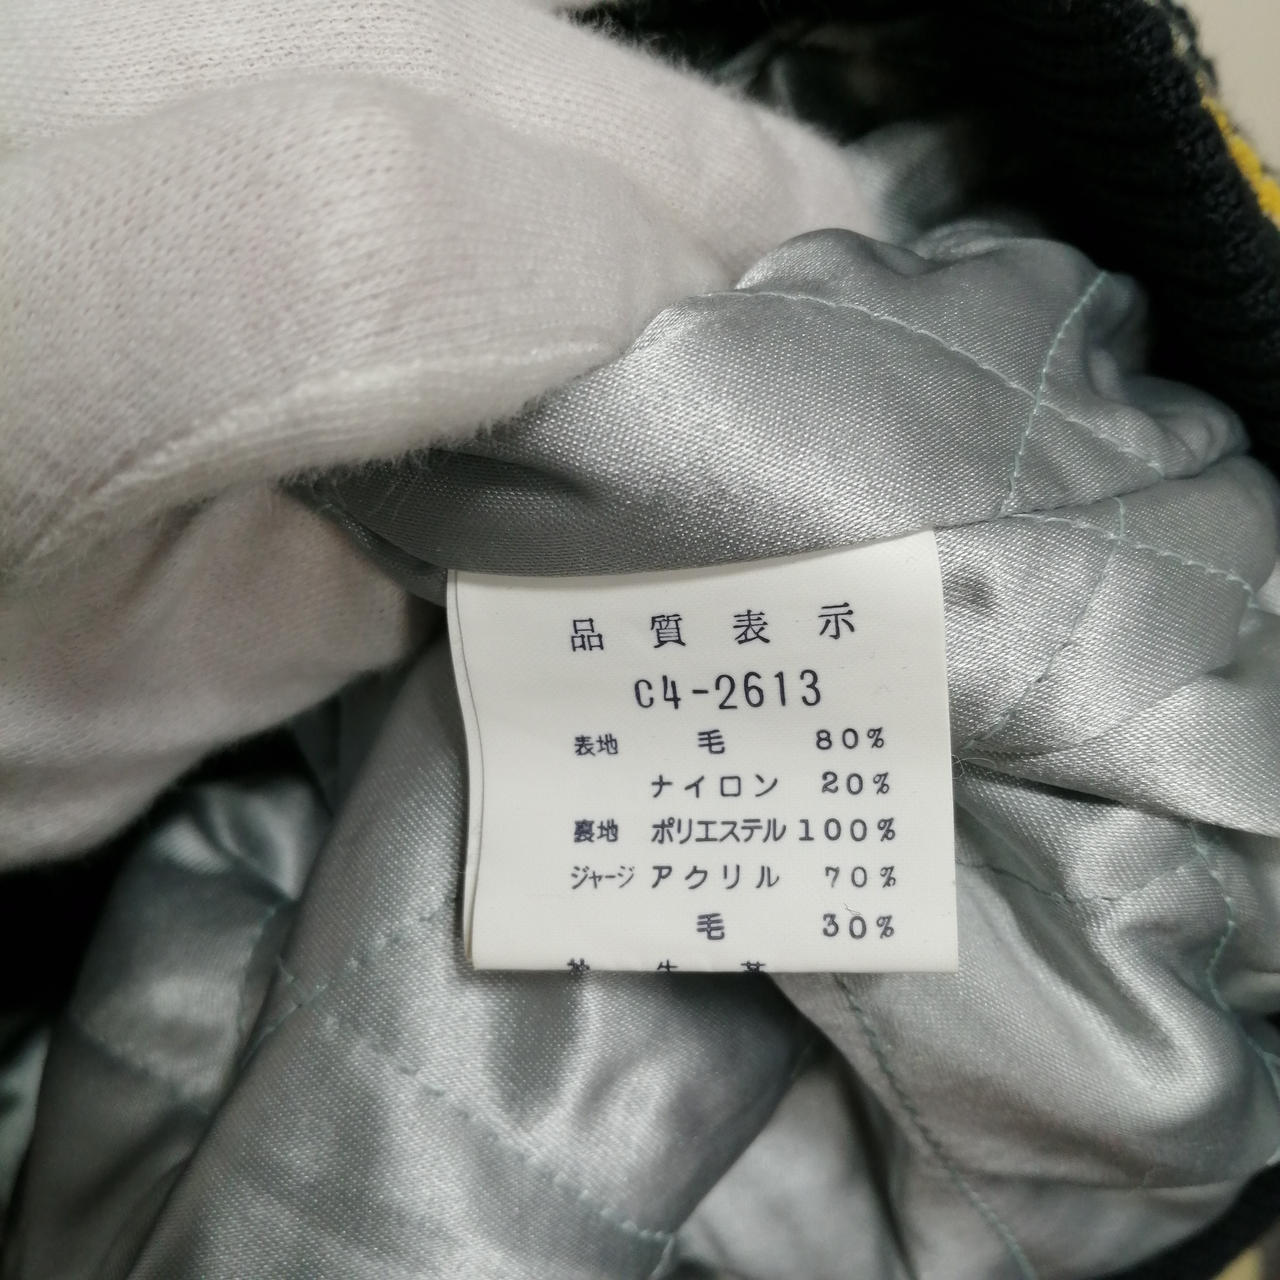 品質表示
C4-2613
表地 毛 80%
ナイロン 20%
裏地 ポリエステル 100%
ジャージ アクリル 70%
毛 30%